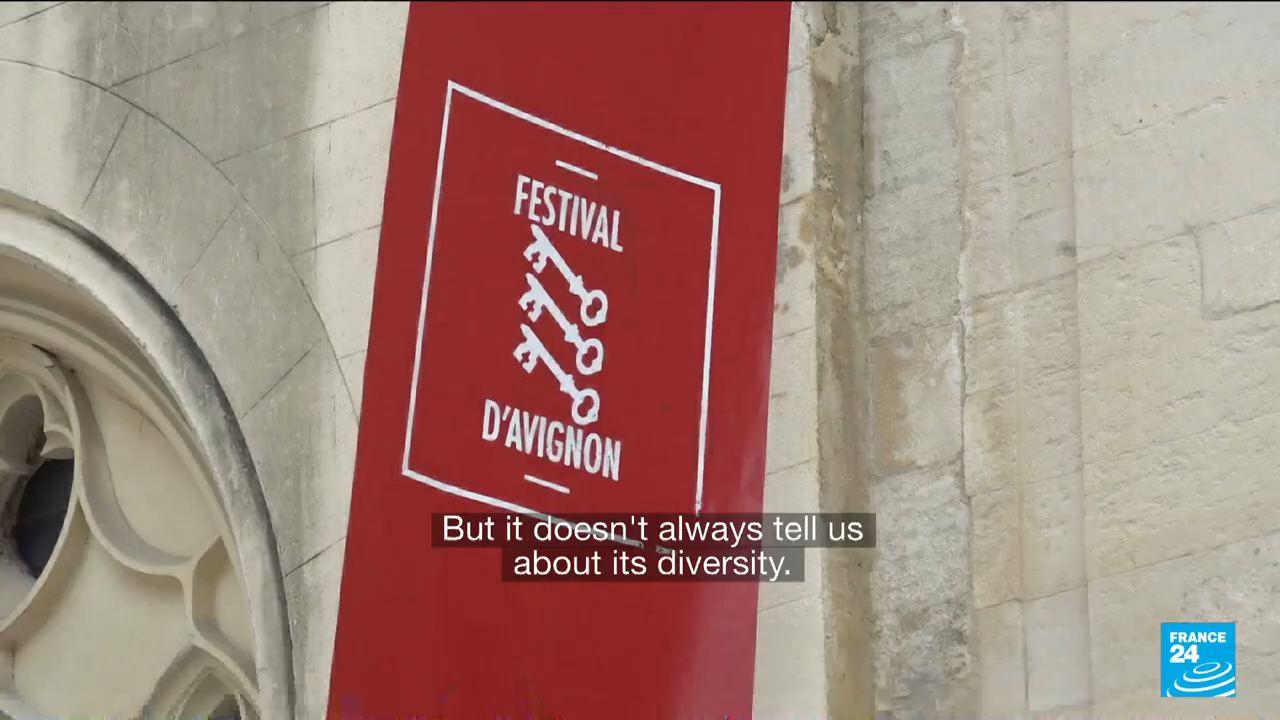 FESTIVAL
D'AVIGNON
But it doesn't always tell us
about its diversity.
FRANCE
24